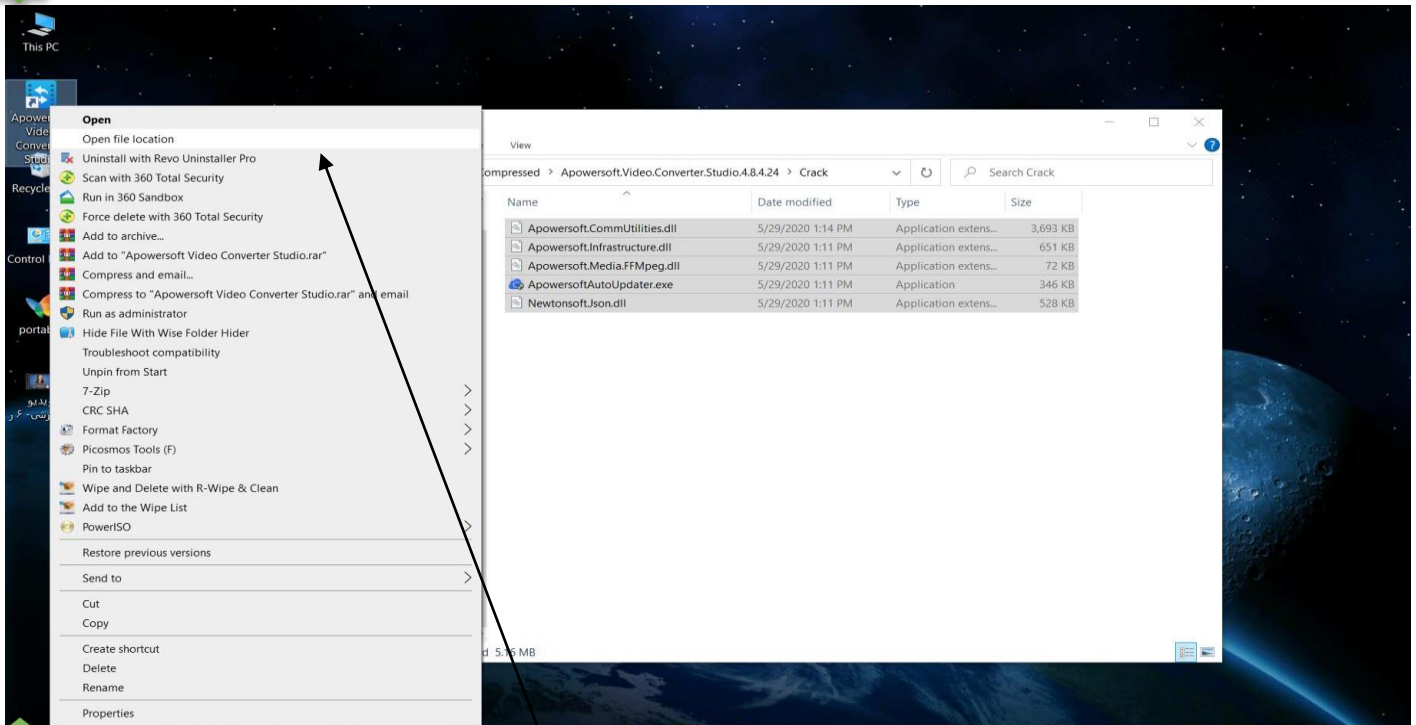 This PC
Apower
Vide
Conver
Studi
Recycle
Control
portab
Open
Open file location
Uninstall with Revo Uninstaller Pro
Scan with 360 Total Security
Run in 360 Sandbox
Force delete with 360 Total Security
Add to archive...
Add to "Apowersoft Video Converter Studio.rar"
Compress and email...
Compress to "Apowersoft Video Converter Studio.rar" and email
Run as administrator
Hide File With Wise Folder Hider
Troubleshoot compatibility
Unpin from Start
7-Zip
CRC SHA
Format Factory
Picosmos Tools (F)
Pin to taskbar
Wipe and Delete with R-Wipe & Clean
Add to the Wipe List
PowerISO
Restore previous versions
Send to
Cut
Copy
Create shortcut
Delete
Rename
Properties
View
ompressed > Apowersoft.Video.Converter.Studio.4.8.4.24 > Crack
Search Crack
Name Date modified Type Size
Apowersoft.CommUtilities.dll 5/29/2020 1:14 PM Application extens... 3,693 KB
Apowersoft.Infrastructure.dll 5/29/2020 1:11 PM Application extens... 651 KB
Apowersoft.Media.FFMpeg.dll 5/29/2020 1:11 PM Application extens... 72 KB
ApowersoftAutoUpdater.exe 5/29/2020 1:11 PM Application 346 KB
Newtonsoft.Json.dll 5/29/2020 1:11 PM Application extens... 528 KB
d 5.16 MB